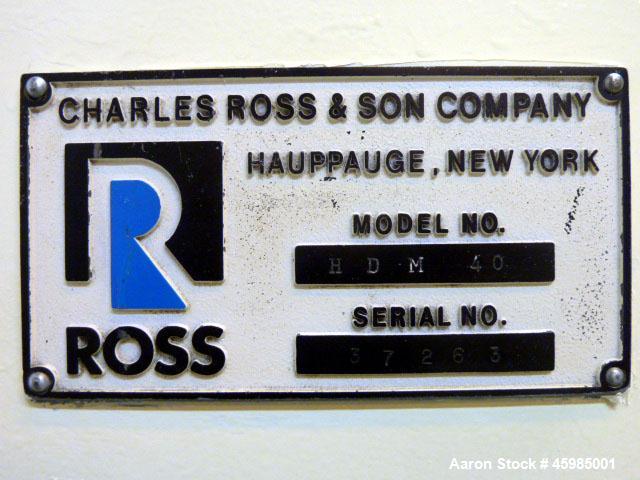 CHARLES ROSS & SON COMPANY
HAUPPAUGE, NEW YORK
R
ROSS
MODEL NO.
HDM 40
SERIAL NO.
37263
Aaron Stock # 45985001